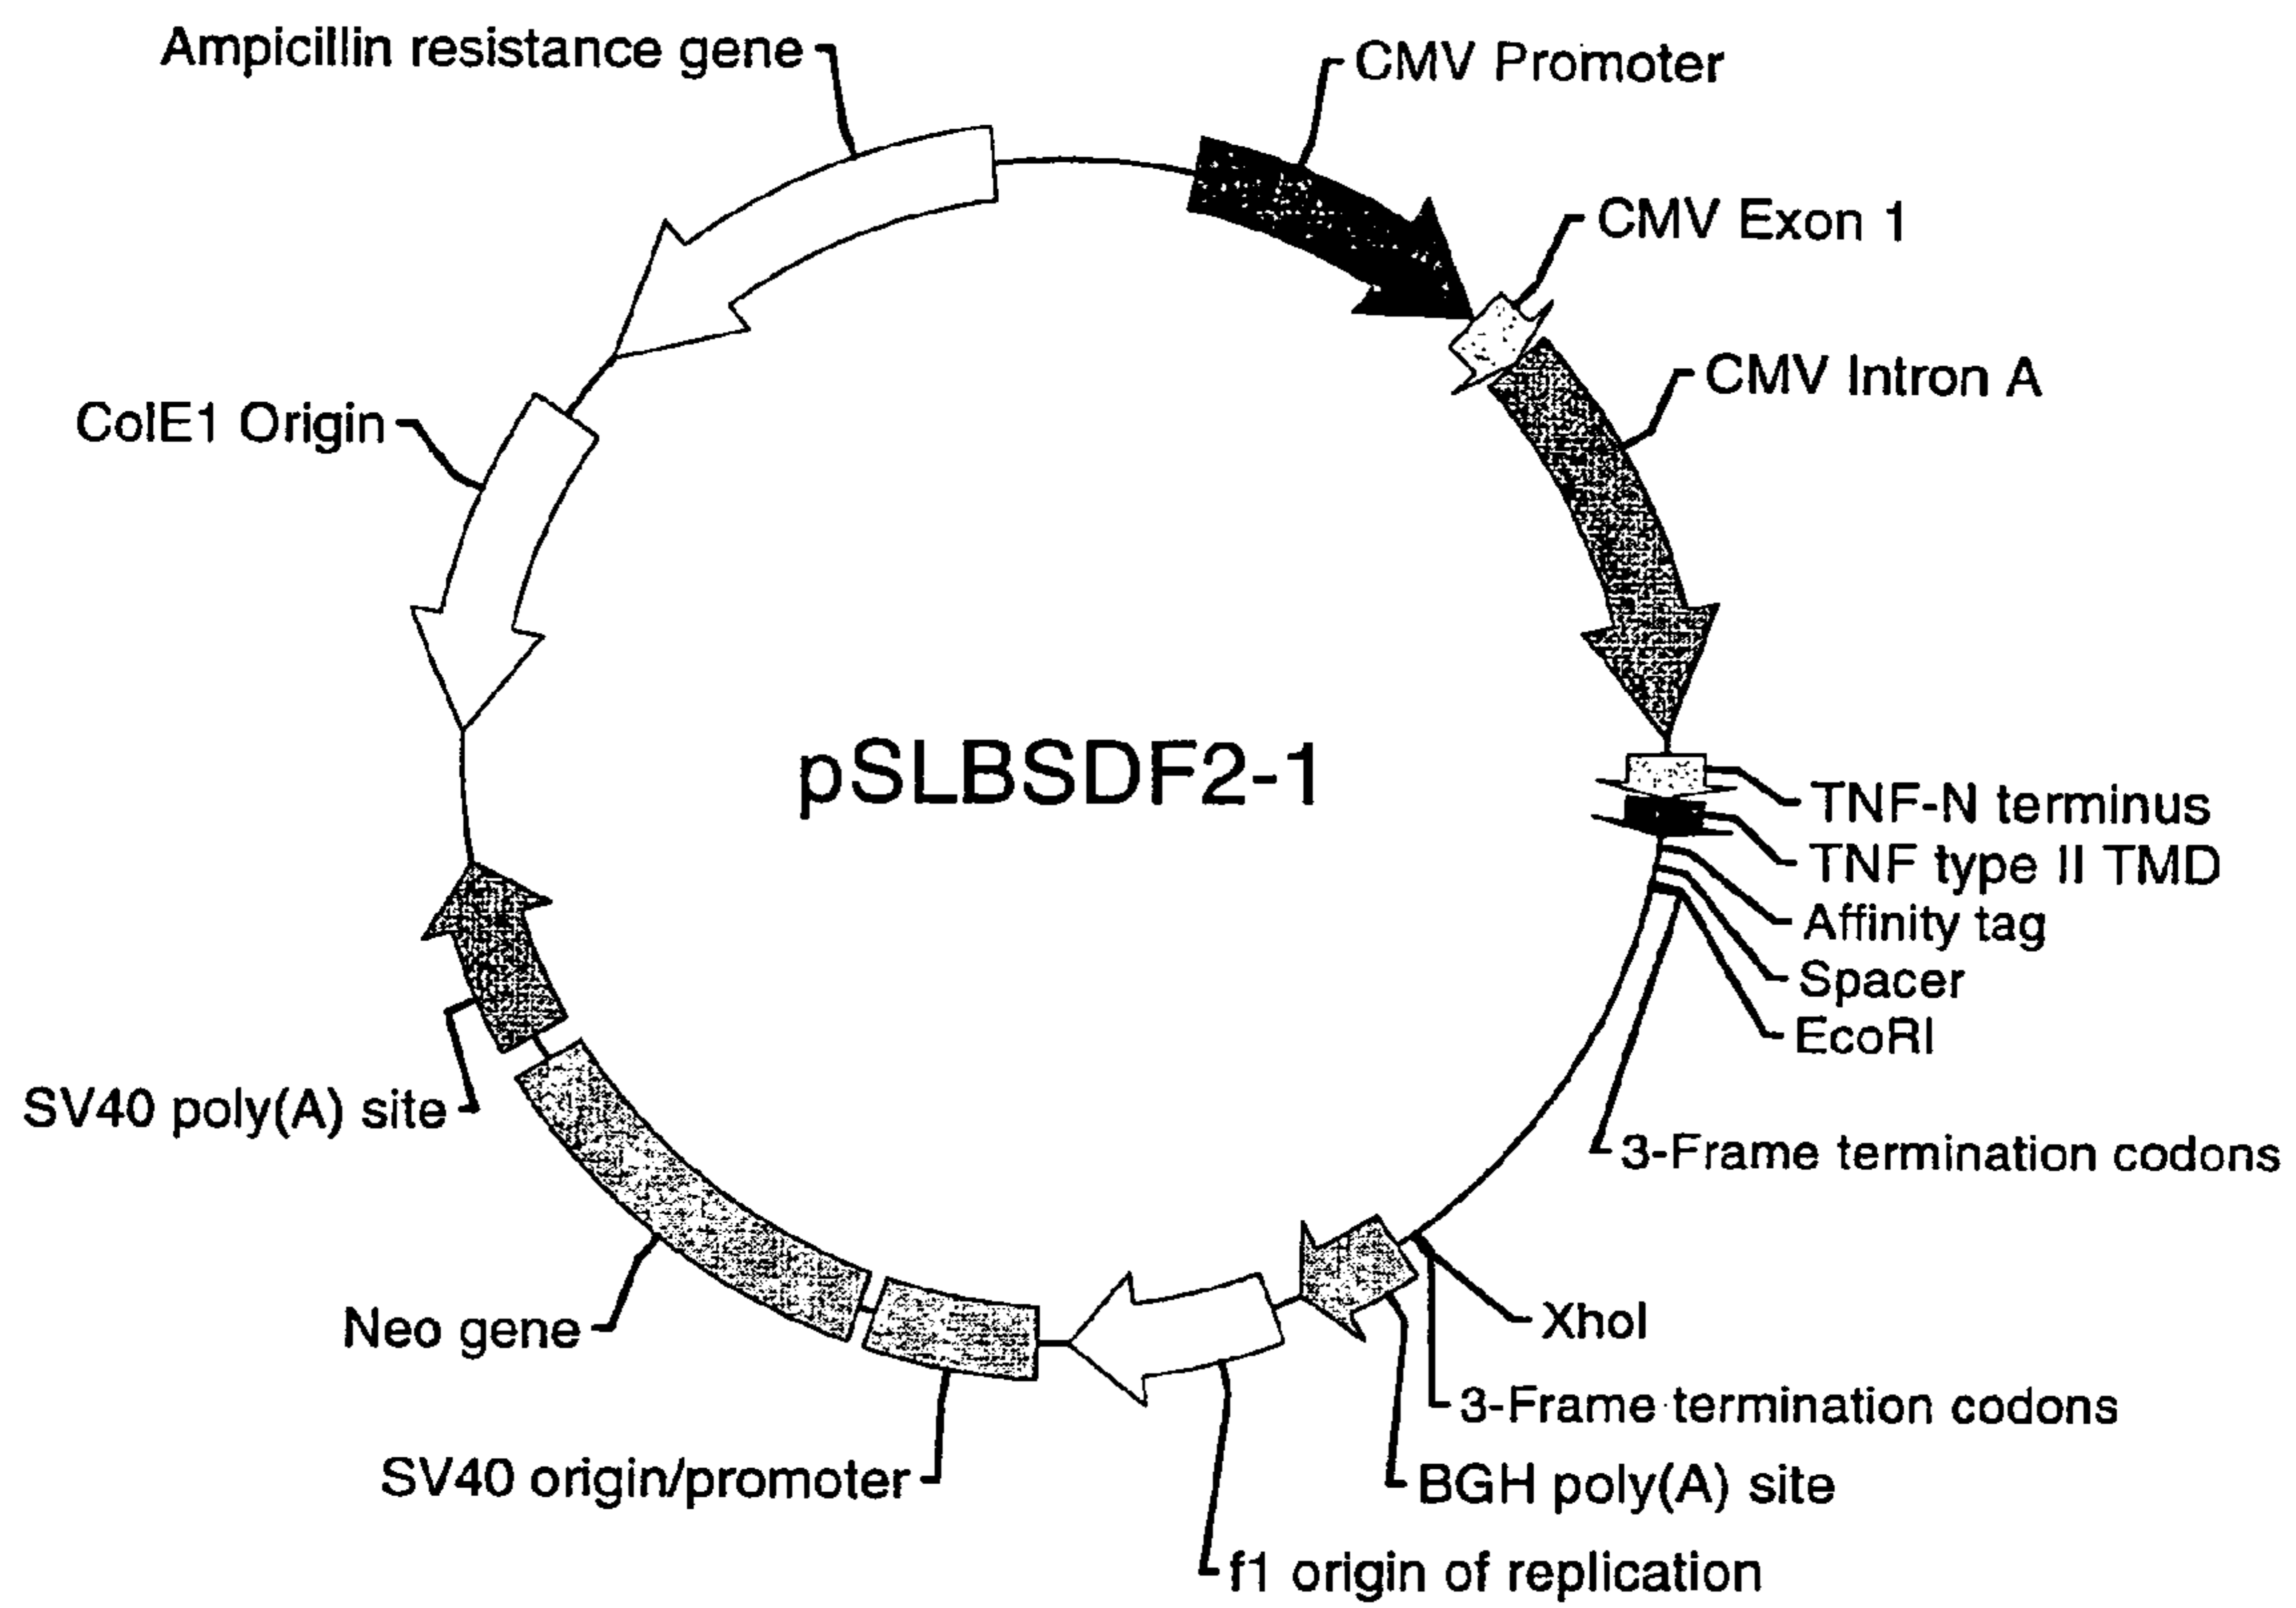 Ampicillin resistance gene
CMV Promoter
CMV Exon 1
CMV Intron A
ColE1 Origin
pSLBSDF2-1
TNF-N terminus
TNF type II TMD
Affinity tag
Spacer
EcoRI
SV40 poly(A) site
3-Frame termination codons
XhoI
Neo gene
3-Frame termination codons
SV40 origin/promoter
BGH poly(A) site
f1 origin of replication